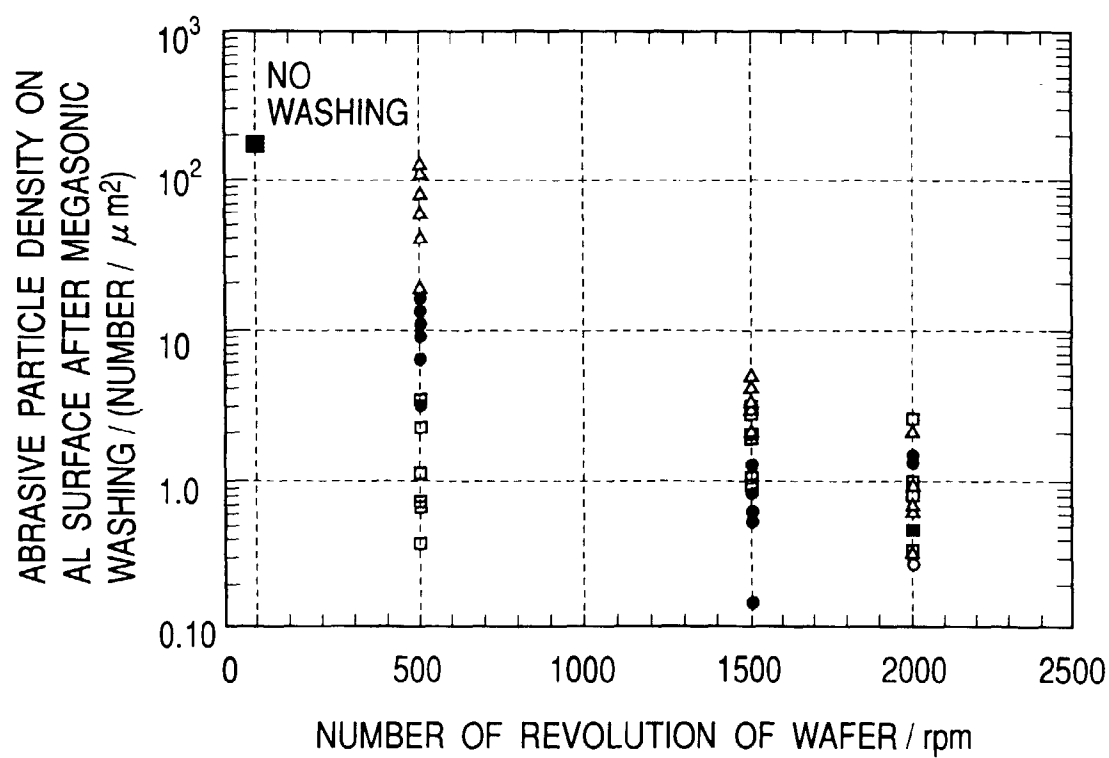 ABRASIVE PARTICLE DENSITY ON
AL SURFACE AFTER MEGASONIC
WASHING / (NUMBER / μm²)
10³
10²
10
1.0
0.10
NO
WASHING
0
500
1000
1500
2000
2500
NUMBER OF REVOLUTION OF WAFER / rpm